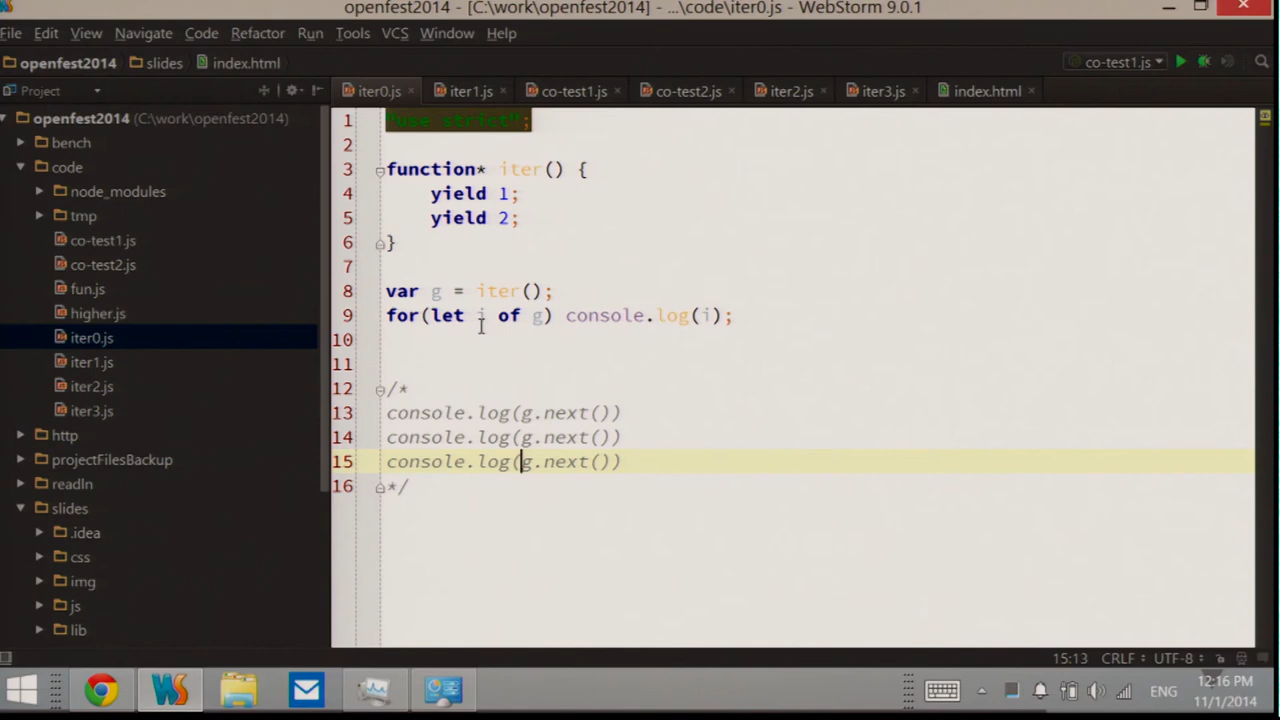 openfest2014 - [C:\work\openfest2014] - ...\code\iter0.js - WebStorm 9.0.1
File Edit View Navigate Code Refactor Run Tools VCS Window Help
openfest2014 slides index.html co-test1.js
Project iter0.js iter1.js co-test1.js co-test2.js iter2.js iter3.js index.html
openfest2014 (C:\work\openfest2014)
bench
code
node_modules
tmp
co-test1.js
co-test2.js
fun.js
higher.js
iter0.js
iter1.js
iter2.js
iter3.js
http
projectFilesBackup
readln
slides
.idea
css
img
js
lib
1 "use strict";
2
3 function* iter() {
4 yield 1;
5 yield 2;
6 }
7
8 var g = iter();
9 for(let i of g) console.log(i);
10
11
12 /*
13 console.log(g.next())
14 console.log(g.next())
15 console.log(g.next())
16 */
15:13 CRLF UTF-8
ENG 12:16 PM
11/1/2014